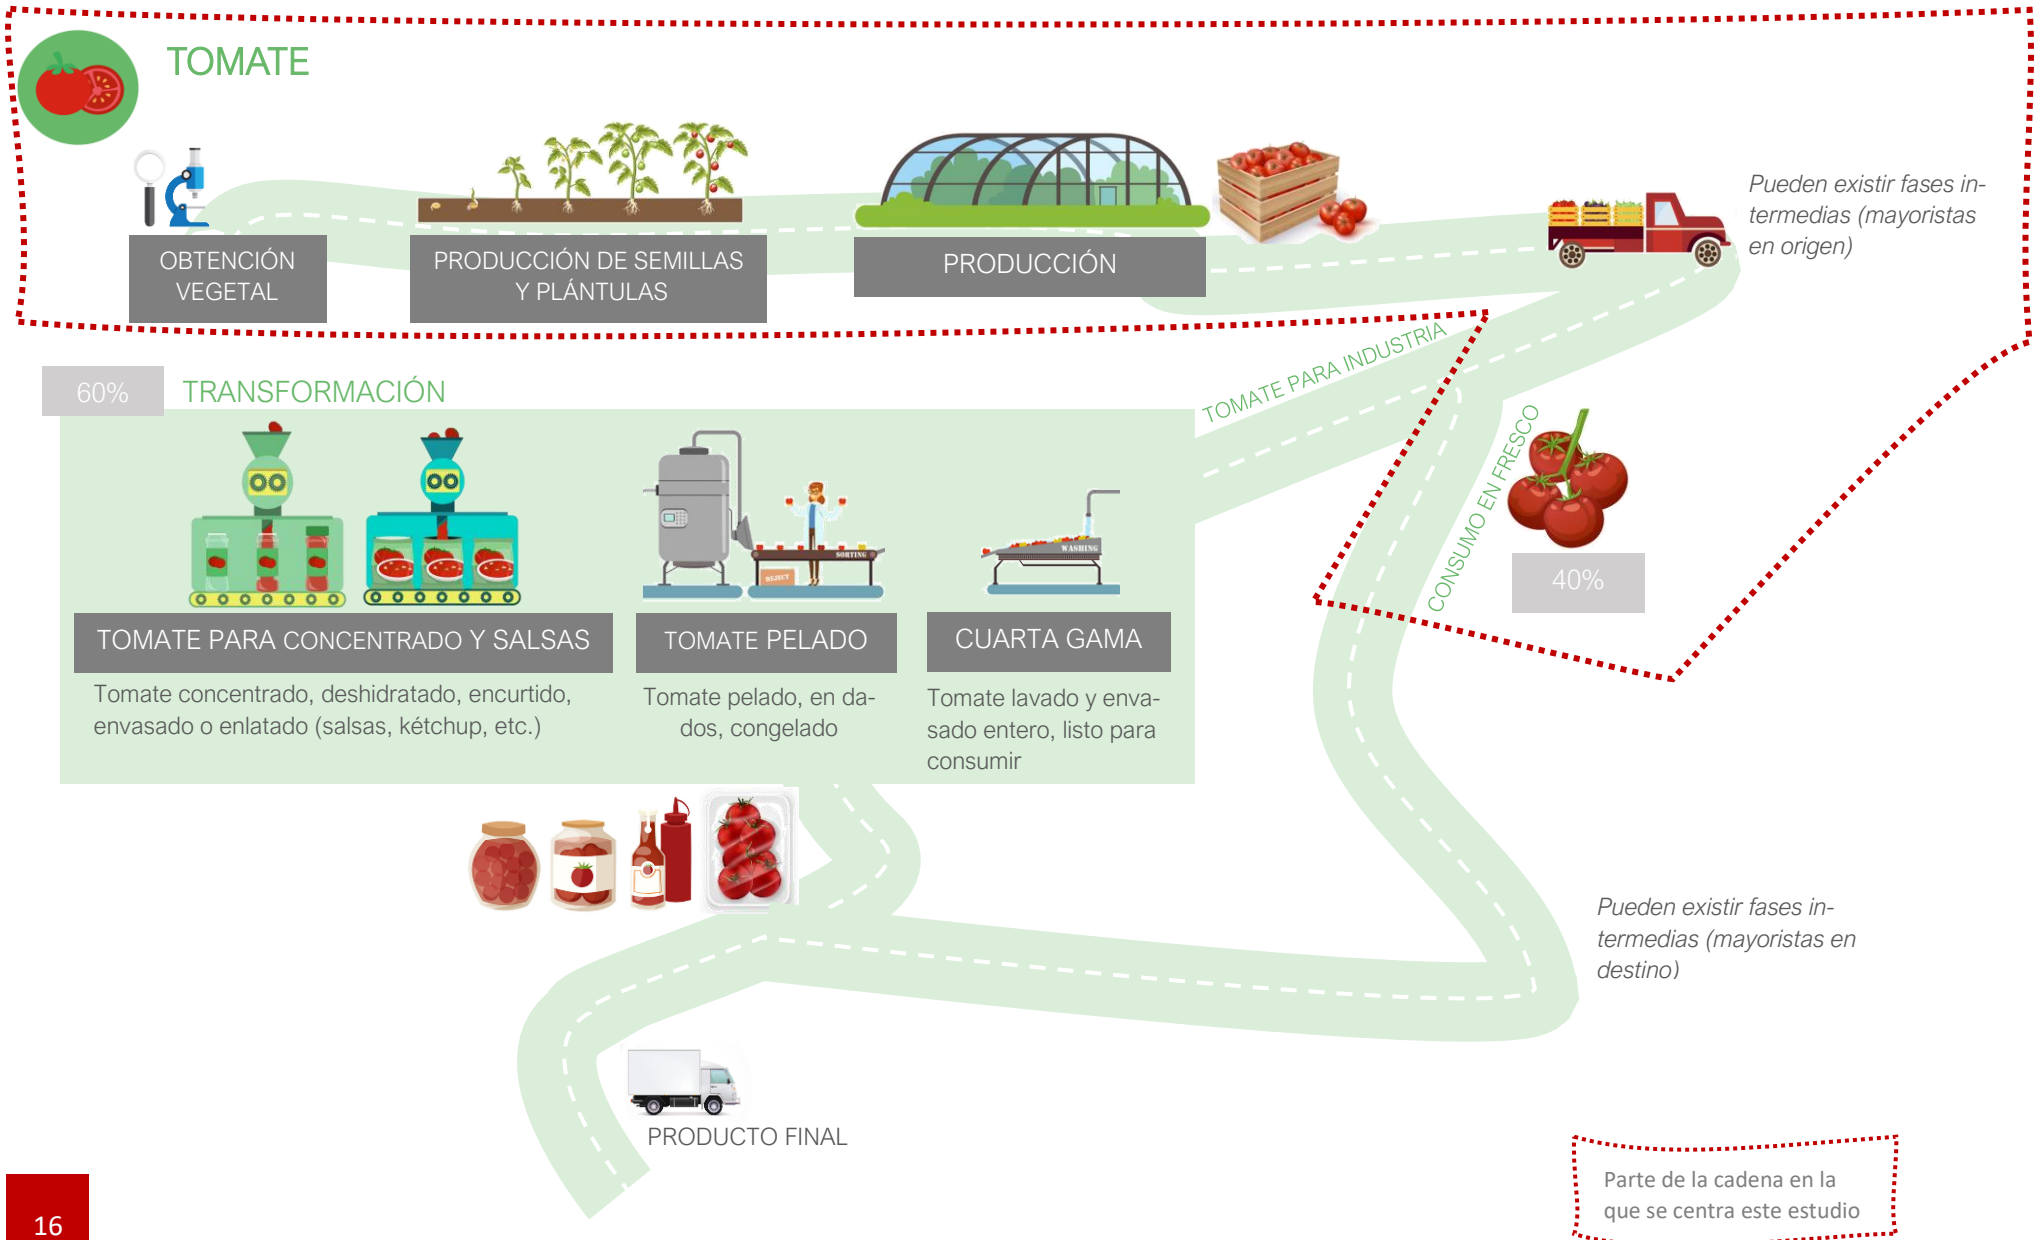 TOMATE
OBTENCIÓN
VEGETAL
PRODUCCIÓN DE SEMILLAS
Y PLÁNTULAS
PRODUCCIÓN
Pueden existir fases in-
termedias (mayoristas
en origen)
60%
TRANSFORMACIÓN
TOMATE PARA INDUSTRIA
CONSUMO EN FRESCO
40%
SORTING
REJECT
WASHING
TOMATE PARA CONCENTRADO Y SALSAS
Tomate concentrado, deshidratado, encurtido,
envasado o enlatado (salsas, kétchup, etc.)
TOMATE PELADO
Tomate pelado, en da-
dos, congelado
CUARTA GAMA
Tomate lavado y enva-
sado entero, listo para
consumir
Pueden existir fases in-
termedias (mayoristas en
destino)
PRODUCTO FINAL
Parte de la cadena en la
que se centra este estudio
16